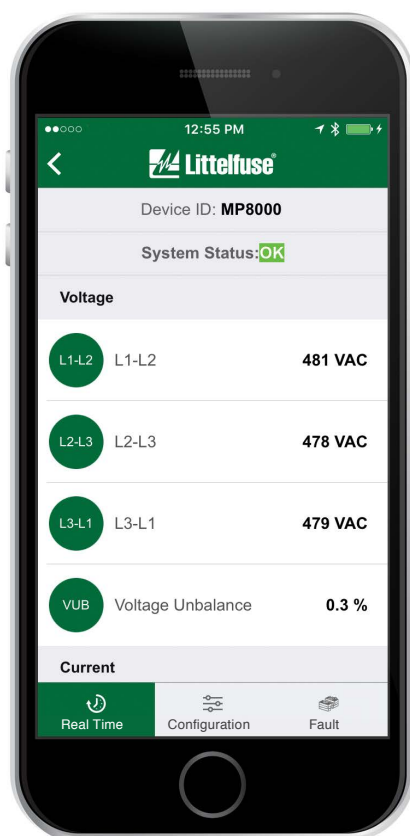 12:55 PM
Littelfuse®
Device ID: MP8000
System Status:OK
Voltage
L1-L2 L1-L2 481 VAC
L2-L3 L2-L3 478 VAC
L3-L1 L3-L1 479 VAC
VUB Voltage Unbalance 0.3 %
Current
Real Time Configuration Fault